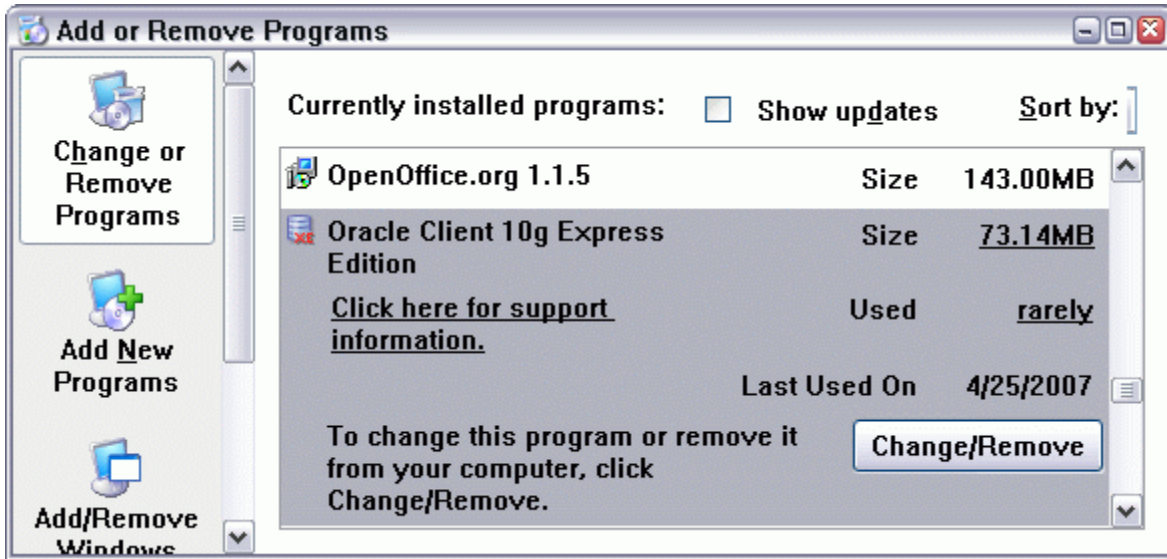 Add or Remove Programs
Change or
Remove
Programs
Add New
Programs
Add/Remove
Windows
Currently installed programs:
Show updates
Sort by:
OpenOffice.org 1.1.5
Size
143.00MB
Oracle Client 10g Express
Edition
Size
73.14MB
Click here for support
information.
Used
rarely
Last Used On
4/25/2007
To change this program or remove it
from your computer, click
Change/Remove.
Change/Remove